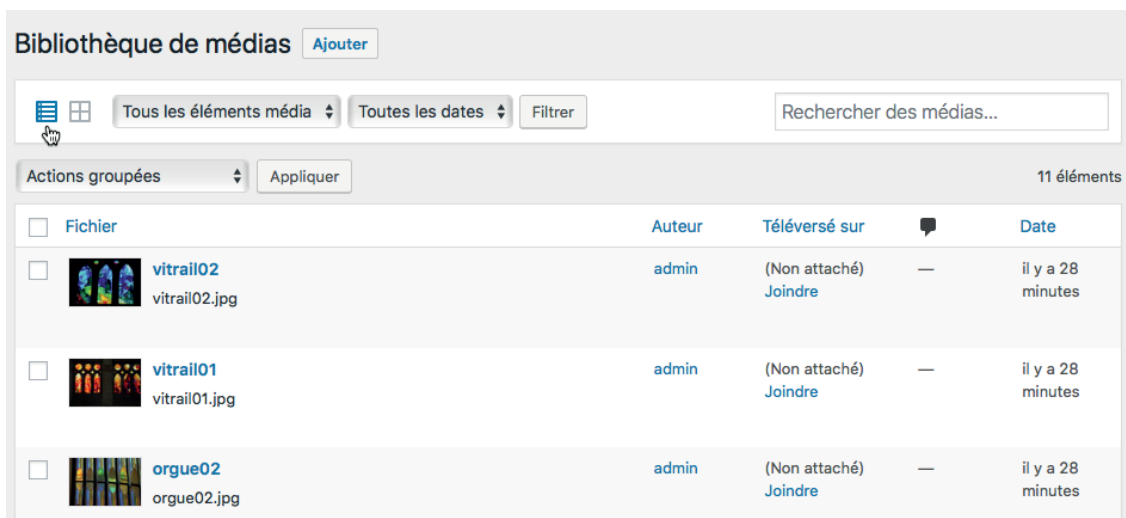 Bibliothèque de médias Ajouter
Tous les éléments média Toutes les dates Filtrer Rechercher des médias...
Actions groupées Appliquer 11 éléments
Fichier Auteur Téléversé sur Date
vitrail02 admin (Non attaché) — il y a 28
vitrail02.jpg Joindre minutes
vitrail01 admin (Non attaché) — il y a 28
vitrail01.jpg Joindre minutes
orgue02 admin (Non attaché) — il y a 28
orgue02.jpg Joindre minutes